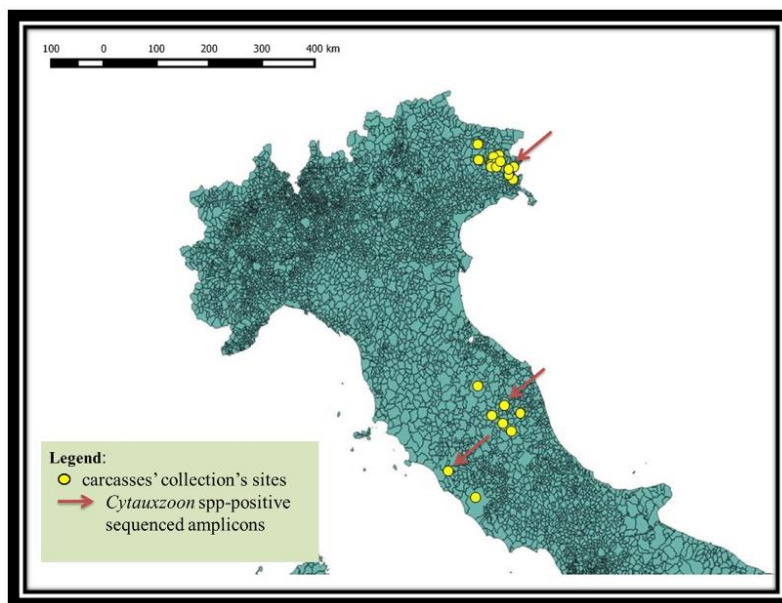 100 0 100 200 300 400 km
Legend:
carcasses’ collection’s sites
Cytauxzoon spp-positive
sequenced amplicons